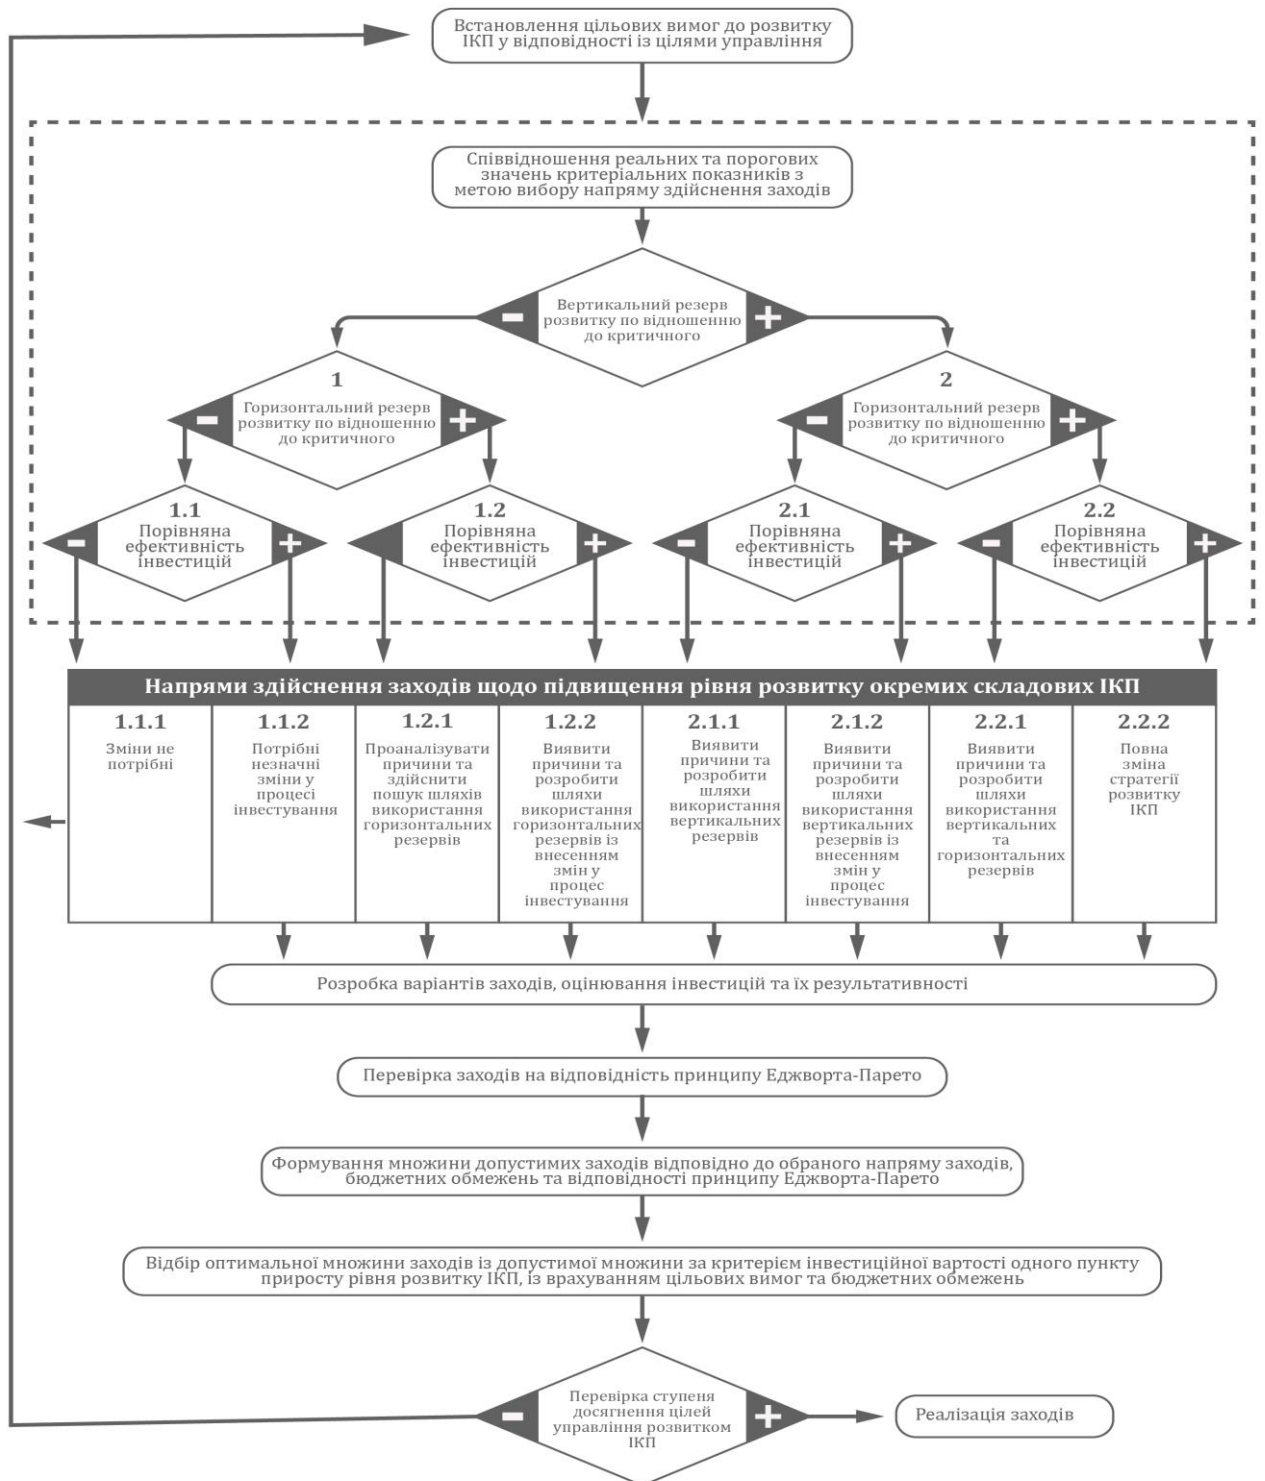 Встановлення цільових вимог до розвитку
ІКП у відповідності із цілями управління
Співвідношення реальних та порогових
значень критеріальних показників з
метою вибору напряму здійснення заходів
Вертикальний резерв
розвитку по відношенню
до критичного
-
+
1
Горизонтальний резерв
розвитку по відношенню
до критичного
-
+
2
Горизонтальний резерв
розвитку по відношенню
до критичного
-
+
1.1
Порівняна
ефективність
інвестицій
-
+
1.2
Порівняна
ефективність
інвестицій
+
2.1
Порівняна
ефективність
інвестицій
-
+
2.2
Порівняна
ефективність
інвестицій
-
+
Напрями здійснення заходів щодо підвищення рівня розвитку окремих складових ІКП
1.1.1
Зміни не
потрібні
1.1.2
Потрібні
незначні
зміни у
процесі
інвестування
1.2.1
Проаналізувати
причини та
здійснити
пошук шляхів
використання
горизонтальних
резервів
1.2.2
Виявити
причини та
розробити
шляхи
використання
горизонтальних
резервів із
внесенням
змін у
процес
інвестування
2.1.1
Виявити
причини та
розробити
шляхи
використання
вертикальних
резервів
2.1.2
Виявити
причини та
розробити
шляхи
використання
вертикальних
резервів із
внесенням
змін у
процес
інвестування
2.2.1
Виявити
причини та
розробити
шляхи
використання
вертикальних
та
горизонтальних
резервів
2.2.2
Повна
зміна
стратегії
розвитку
ІКП
Розробка варіантів заходів, оцінювання інвестицій та їх результативності
Перевірка заходів на відповідність принципу Еджворта-Парето
Формування множини допустимих заходів відповідно до обраного напряму заходів,
бюджетних обмежень та відповідності принципу Еджворта-Парето
Відбір оптимальної множини заходів із допустимої множини за критерієм інвестиційної вартості одного пункту
приросту рівня розвитку ІКП, із врахуванням цільових вимог та бюджетних обмежень
Перевірка ступеня
досягнення цілей
управління розвитком
ІКП
-
+
Реалізація заходів